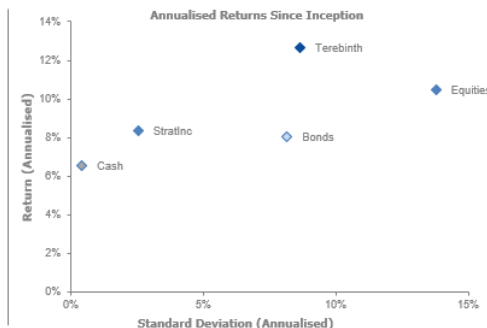 Annualised Returns Since Inception
14%
12%
10%
8%
6%
4%
2%
0%
Return (Annualised)
Terebinth
Equities
StratInc
Bonds
Cash
0%
5%
10%
15%
Standard Deviation (Annualised)